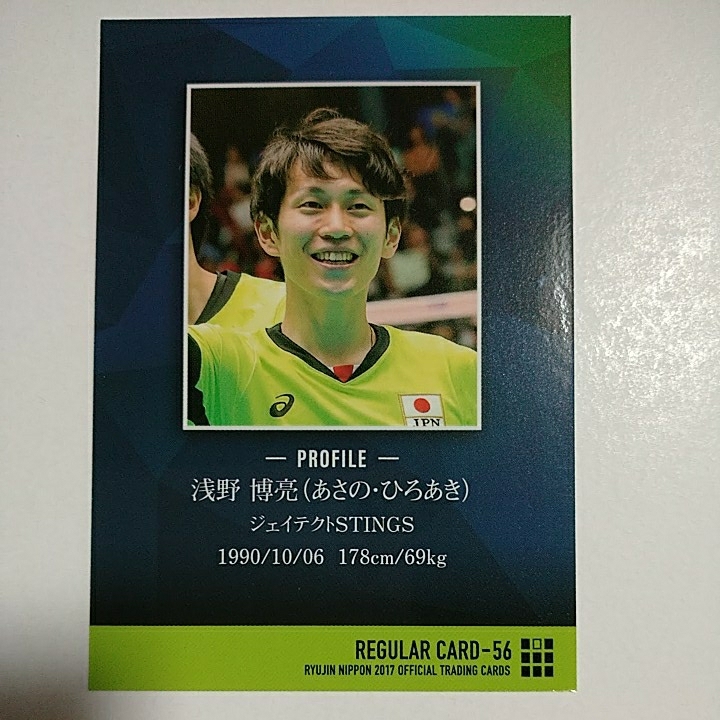 JPN
— PROFILE —
浅野 博亮(あさの・ひろあき)
ジェイテクトSTINGS
1990/10/06 178cm/69kg
REGULAR CARD-56
RYUJIN NIPPON 2017 OFFICIAL TRADING CARDS